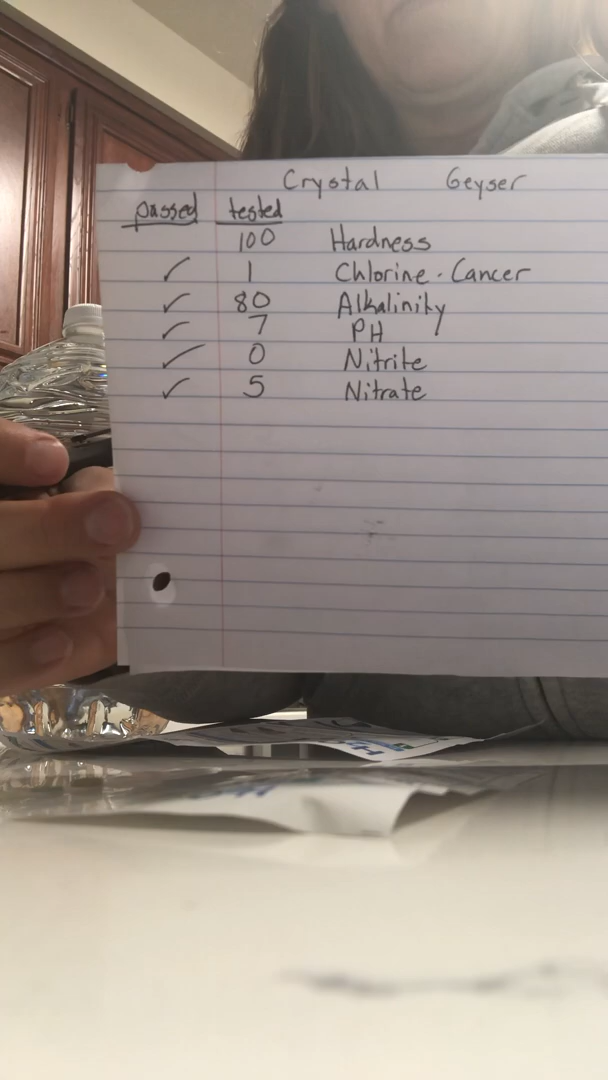 Crystal Geyser
passed tested
100 Hardness
✓ 1 Chlorine - Cancer
✓ 80 Alkalinity
✓ 7 PH
✓ 0 Nitrite
✓ 5 Nitrate